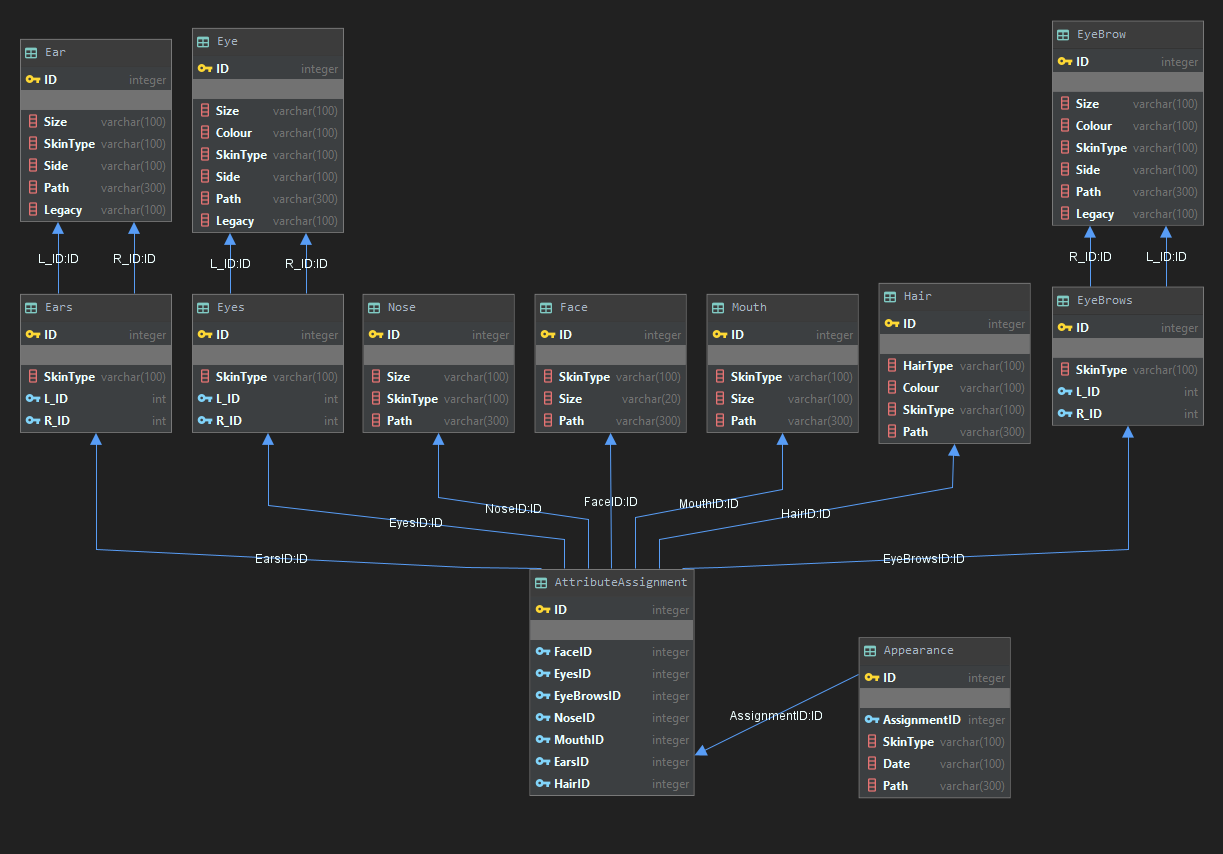 Ear
ID integer
Size varchar(100)
SkinType varchar(100)
Side varchar(100)
Path varchar(300)
Legacy varchar(100)
Eye
ID integer
Size varchar(100)
Colour varchar(100)
SkinType varchar(100)
Side varchar(100)
Path varchar(300)
Legacy varchar(100)
EyeBrow
ID integer
Size varchar(100)
Colour varchar(100)
SkinType varchar(100)
Side varchar(100)
Path varchar(300)
Legacy varchar(100)
L_ID:ID
R_ID:ID
L_ID:ID
R_ID:ID
R_ID:ID
L_ID:ID
Ears
ID integer
SkinType varchar(100)
L_ID int
R_ID int
Eyes
ID integer
SkinType varchar(100)
L_ID int
R_ID int
Nose
ID integer
Size varchar(100)
SkinType varchar(100)
Path varchar(300)
Face
ID integer
SkinType varchar(100)
Size varchar(20)
Path varchar(300)
Mouth
ID integer
SkinType varchar(100)
Size varchar(100)
Path varchar(300)
Hair
ID integer
HairType varchar(100)
Colour varchar(100)
SkinType varchar(100)
Path varchar(300)
EyeBrows
ID integer
SkinType varchar(100)
L_ID int
R_ID int
EarsID:ID
EyesID:ID
NoseID:ID
FaceID:ID
MouthID:ID
HairID:ID
EyeBrowsID:ID
AttributeAssignment
ID integer
FaceID integer
EyesID integer
EyeBrowsID integer
NoseID integer
MouthID integer
EarsID integer
HairID integer
AssignmentID:ID
Appearance
ID integer
AssignmentID integer
SkinType varchar(100)
Date varchar(100)
Path varchar(300)